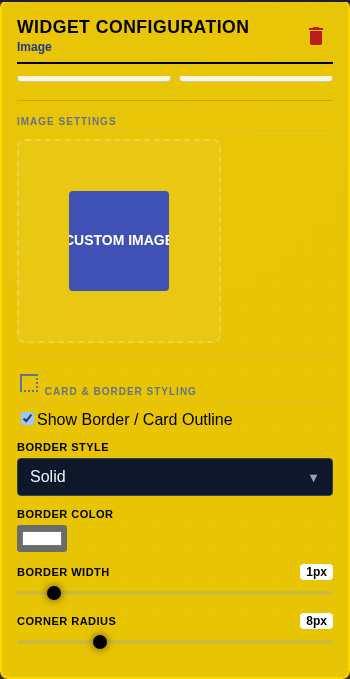 WIDGET CONFIGURATION
Image
IMAGE SETTINGS
CUSTOM IMAGE
CARD & BORDER STYLING
Show Border / Card Outline
BORDER STYLE
Solid
BORDER COLOR
BORDER WIDTH 1px
CORNER RADIUS 8px